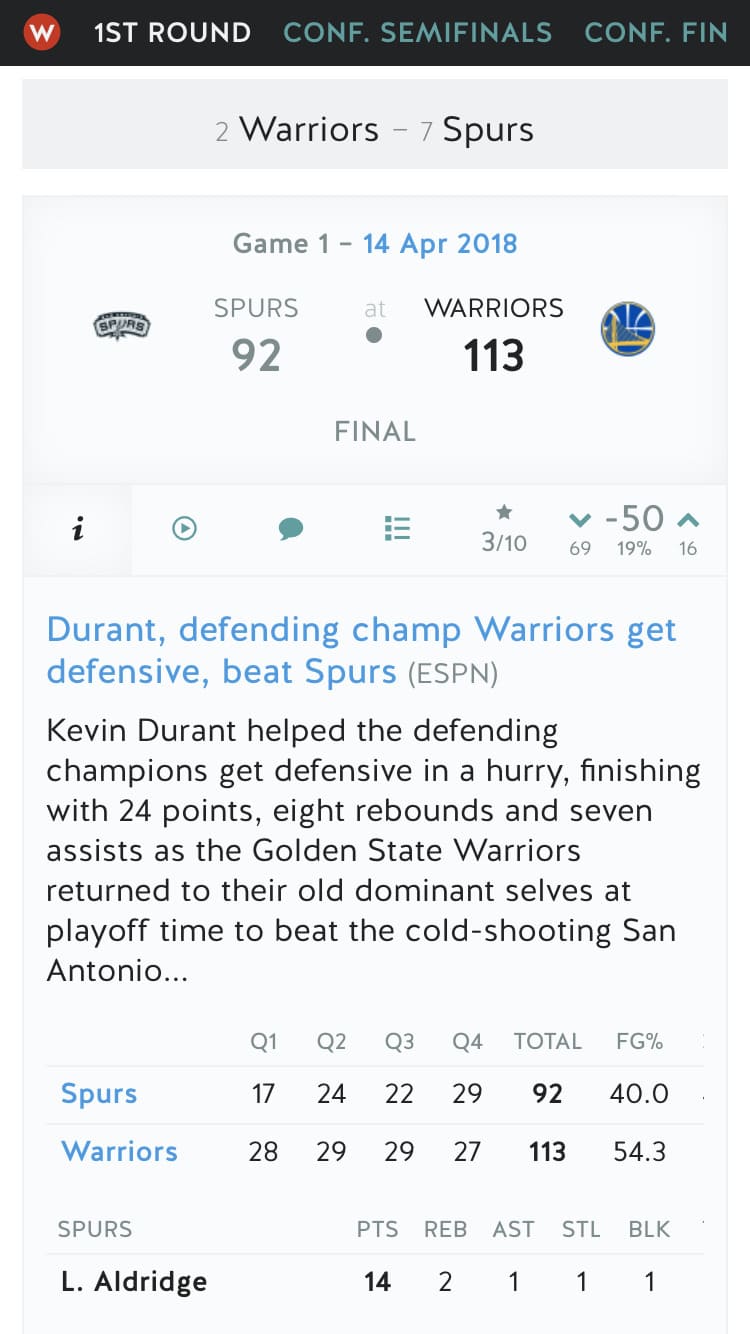 W 1ST ROUND CONF. SEMIFINALS CONF. FIN
2 Warriors – 7 Spurs
Game 1 – 14 Apr 2018
SPURS at WARRIORS
SPURS
92 113
FINAL
i 3/10 69 -50 19% 16
Durant, defending champ Warriors get
defensive, beat Spurs (ESPN)
Kevin Durant helped the defending
champions get defensive in a hurry, finishing
with 24 points, eight rebounds and seven
assists as the Golden State Warriors
returned to their old dominant selves at
playoff time to beat the cold-shooting San
Antonio...
Q1 Q2 Q3 Q4 TOTAL FG%
Spurs 17 24 22 29 92 40.0
Warriors 28 29 29 27 113 54.3
SPURS PTS REB AST STL BLK
L. Aldridge 14 2 1 1 1